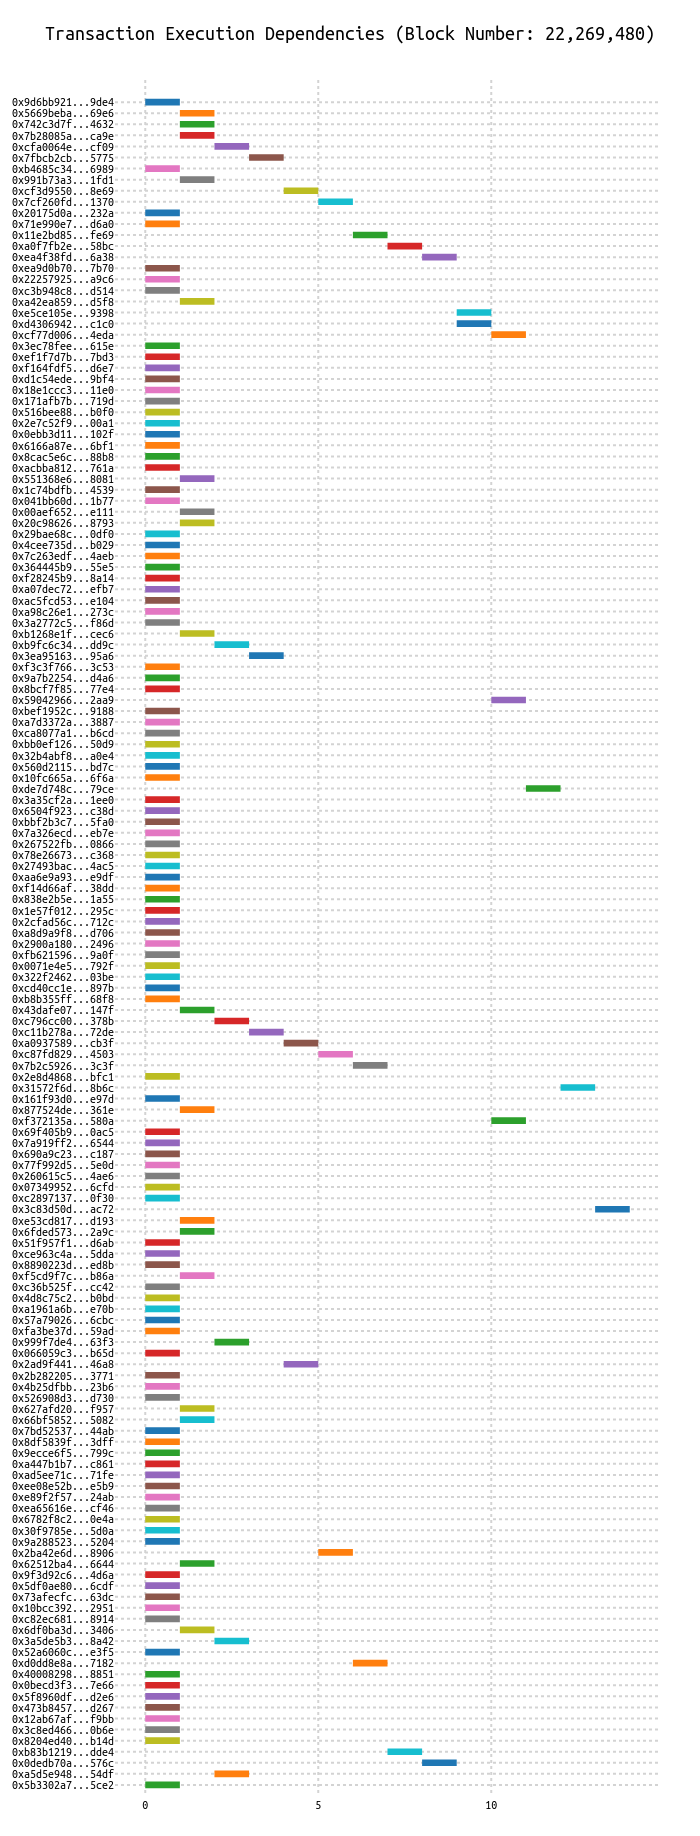 Transaction Execution Dependencies (Block Number: 22,269,480)
0x9d6bb921...9de4
0x5669beba...69e6
0x742c3d7f...4632
0x7b28085a...ca9e
0xcfa0064e...cf09
0x7fbcb2cb...5775
0xb4685c34...6989
0x991b73a3...1fd1
0xcf3d9550...8e69
0x7cf260fd...1370
0x20175d0a...232a
0x71e990e7...d6a0
0x11e2bd85...fe69
0xa0f7fb2e...58bc
0xea4f38fd...6a38
0xea9d0b70...7b70
0x22257925...a9c6
0xc3b948c8...d514
0xa42ea859...d5f8
0xe5ce105e...9398
0xd4306942...c1c0
0xcf77d006...4eda
0x3ec78fee...615e
0xef1f7d7b...7bd3
0xf164fdf5...d6e7
0xd1c54ede...9bf4
0x18e1ccc3...11e0
0x171afb7b...719d
0x516bee88...b0f0
0x2e7c52f9...00a1
0x0ebb3d11...102f
0x6166a87e...6bf1
0x8cac5e6c...88b8
0xacbba812...761a
0x551368e6...8081
0x1c74bdfb...4539
0x041bb60d...1b77
0x00aef652...e111
0x20c98626...8793
0x29bae68c...0df0
0x4cee735d...b029
0x7c263edf...4aeb
0x364445b9...55e5
0xf28245b9...8a14
0xa07dec72...efb7
0xac5fcd53...e104
0xa98c26e1...273c
0x3a2772c5...f86d
0xb1268e1f...cec6
0xb9fc6c34...dd9c
0x3ea95163...95a6
0xf3c3f766...3c53
0x9a7b2254...d4a6
0x8bcf7f85...77e4
0x59042966...2aa9
0xbef1952c...9188
0xa7d3372a...3887
0xca8077a1...b6cd
0xbb0ef126...50d9
0x32b4abf8...a0e4
0x560d2115...bd7c
0x10fc665a...6f6a
0xde7d748c...79ce
0x3a35cf2a...1ee0
0x6504f923...c38d
0xbbf2b3c7...5fa0
0x7a326ecd...eb7e
0x267522fb...0866
0x78e26673...c368
0x27493bac...4ac5
0xaa6e9a93...e9df
0xf14d66af...38dd
0x838e2b5e...1a55
0x1e57f012...295c
0x2cfad56c...712c
0xa8d9a9f8...d706
0x2900a180...2496
0xfb621596...9a0f
0x0071e4e5...792f
0x322f2462...03be
0xcd40cc1e...897b
0xb8b355ff...68f8
0x43dafe07...147f
0xc796cc00...378b
0xc11b278a...72de
0xa0937589...cb3f
0xc87fd829...4503
0x7b2c5926...3c3f
0x2e8d4868...bfc1
0x31572f6d...8b6c
0x161f93d0...e97d
0x877524de...361e
0xf372135a...580a
0x69f405b9...0ac5
0x7a919ff2...6544
0x690a9c23...c187
0x77f992d5...5e0d
0x260615c5...4ae6
0x07349952...6cfd
0xc2897137...0f30
0x3c83d50d...ac72
0xe53cd817...d193
0x6fded573...2a9c
0x51f957f1...d6ab
0xce963c4a...5dda
0x8890223d...ed8b
0xf5cd9f7c...b86a
0xc36b525f...cc42
0x4d8c75c2...b0bd
0xa1961a6b...e70b
0x57a79026...6cbc
0xfa3be37d...59ad
0x999f7de4...63f3
0x066059c3...b65d
0x2ad9f441...46a8
0x2b282205...3771
0x4b25dfbb...23b6
0x526908d3...d730
0x627afd20...f957
0x66bf5852...5082
0x7bd52537...44ab
0x8df5839f...3dff
0x9ecce6f5...799c
0xa447b1b7...c861
0xad5ee71c...71fe
0xee08e52b...e5b9
0xe89f2f57...24ab
0xea65616e...cf46
0x6782f8c2...0e4a
0x30f9785e...5d0a
0x9a288523...5204
0x2ba42e6d...8906
0x62512ba4...6644
0x9f3d92c6...4d6a
0x5df0ae80...6cdf
0x73afecfc...63dc
0x10bcc392...2951
0xc82ec681...8914
0x6df0ba3d...3406
0x3a5de5b3...8a42
0x52a6060c...e3f5
0xd0dd8e8a...7182
0x40008298...8851
0x0becd3f3...7e66
0x5f8960df...d2e6
0x473b8457...d267
0x12ab67af...f9bb
0x3c8ed466...0b6e
0x8204ed40...b14d
0xb83b1219...dde4
0x0dedb70a...576c
0xa5d5e948...54df
0x5b3302a7...5ce2
0 5 10